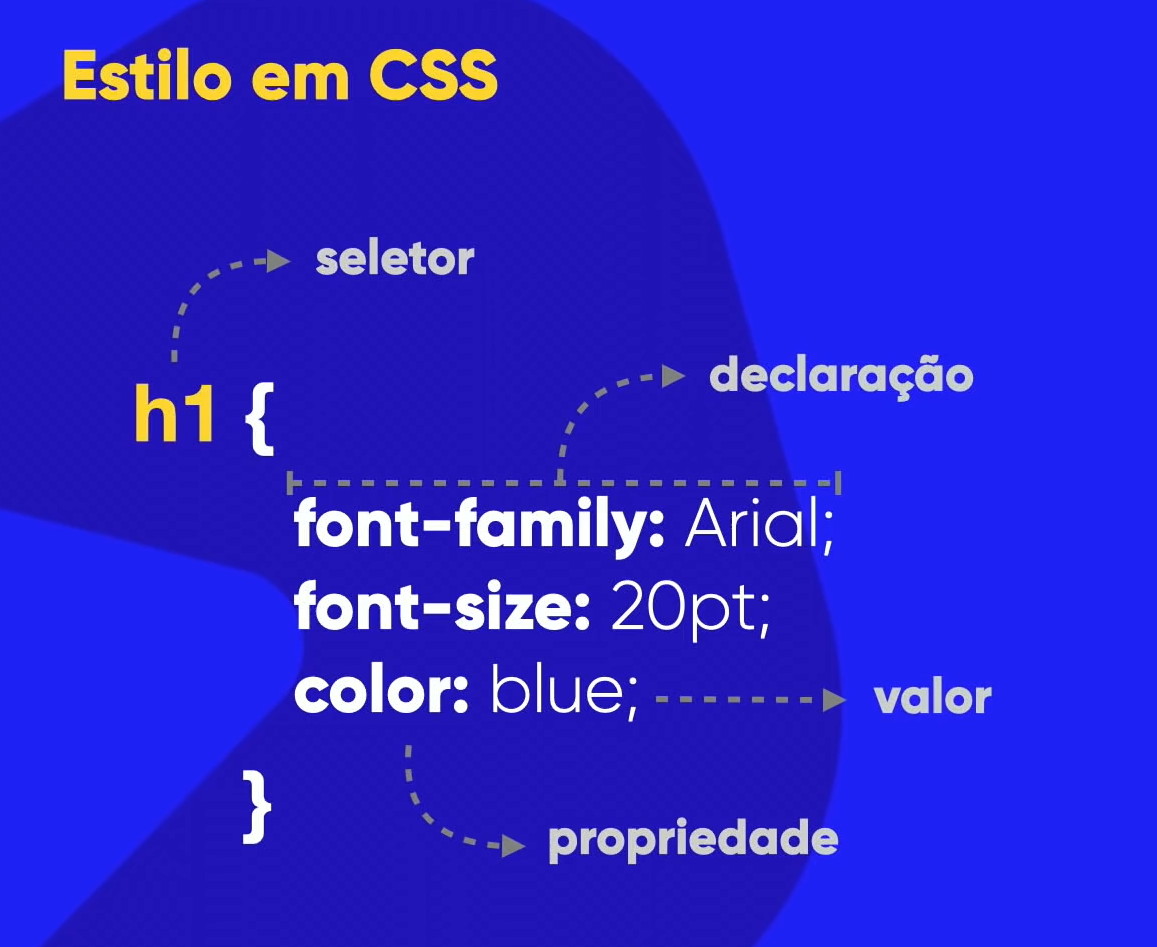 Estilo em CSS
seletor
declaração
h1 {
font-family: Arial;
font-size: 20pt;
color: blue;
valor
}
propriedade